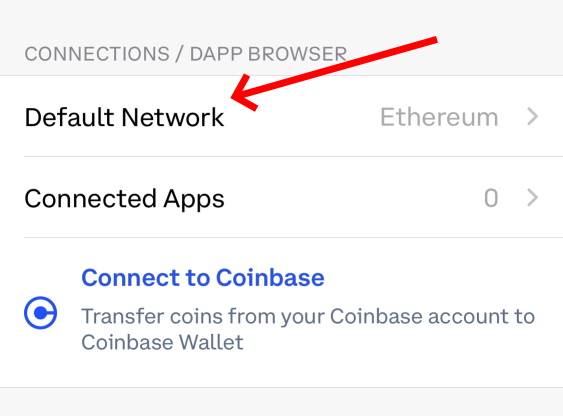 CONNECTIONS / DAPP BROWSER
Default Network Ethereum
Connected Apps 0
Connect to Coinbase
Transfer coins from your Coinbase account to
Coinbase Wallet